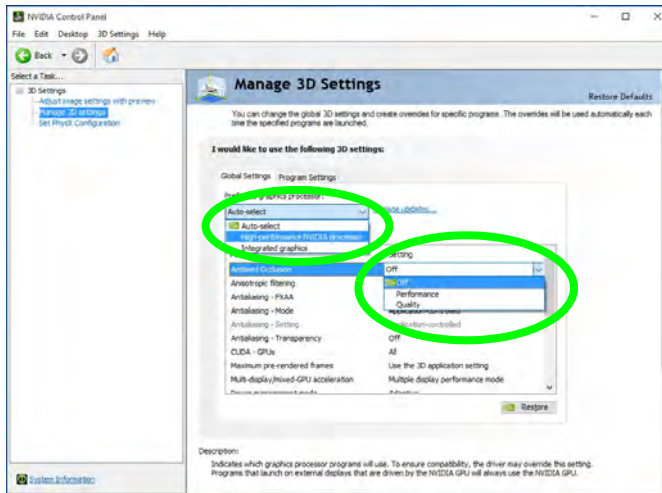 NVIDIA Control Panel
File Edit Desktop 3D Settings Help
Back
Select a Task...
3D Settings
Adjust image settings with preview
Manage 3D settings
Set PhysX Configuration
Manage 3D Settings
Restore Defaults
You can change the global 3D settings and create overrides for specific programs. The overrides will be used automatically each
time the specified programs are launched.
I would like to use the following 3D settings:
Global Settings Program Settings
graphics processor:
Auto-select
Auto-select
High-performance NVIDIA processor
Integrated graphics
Setting
Ambient Occlusion Off
Off
Performance
Quality
Anisotropic filtering
Antialiasing - FXAA
Antialiasing - Mode Application-controlled
Antialiasing - Setting Application-controlled
Antialiasing - Transparency Off
CUDA - GPUs All
Maximum pre-rendered frames Use the 3D application setting
Multi-display/mixed-GPU acceleration Multiple display performance mode
Restore
Description:
Indicates which graphics processor programs will use. To ensure compatibility, the driver may override this setting.
Programs that launch on external displays that are driven by the NVIDIA GPU will always use the NVIDIA GPU.
System Information